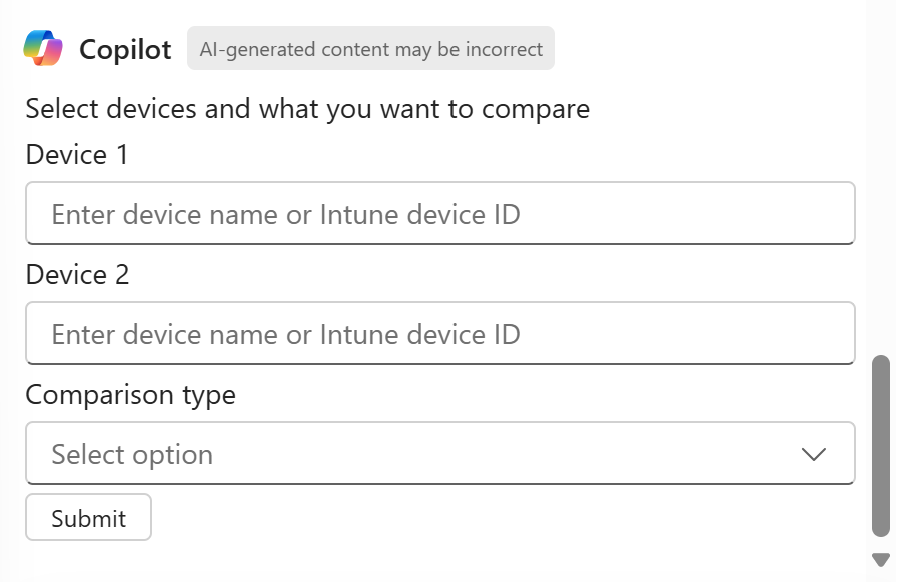 Copilot AI-generated content may be incorrect
Select devices and what you want to compare
Device 1
Enter device name or Intune device ID
Device 2
Enter device name or Intune device ID
Comparison type
Select option
Submit